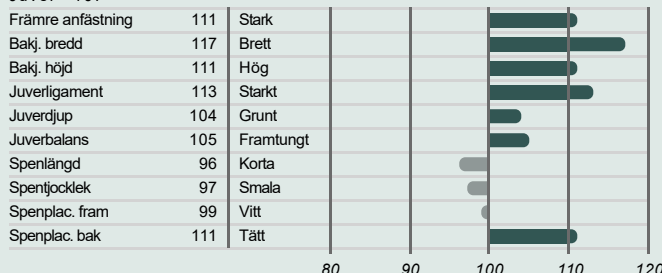 Främre anfästning 111 Stark
Bakj. bredd 117 Brett
Bakj. höjd 111 Hög
Juverligament 113 Starkt
Juverdjup 104 Grunt
Juverbalans 105 Framtungt
Spenlängd 96 Korta
Spentjocklek 97 Smala
Spenplac. fram 99 Vitt
Spenplac. bak 111 Tätt
80 90 100 110 120